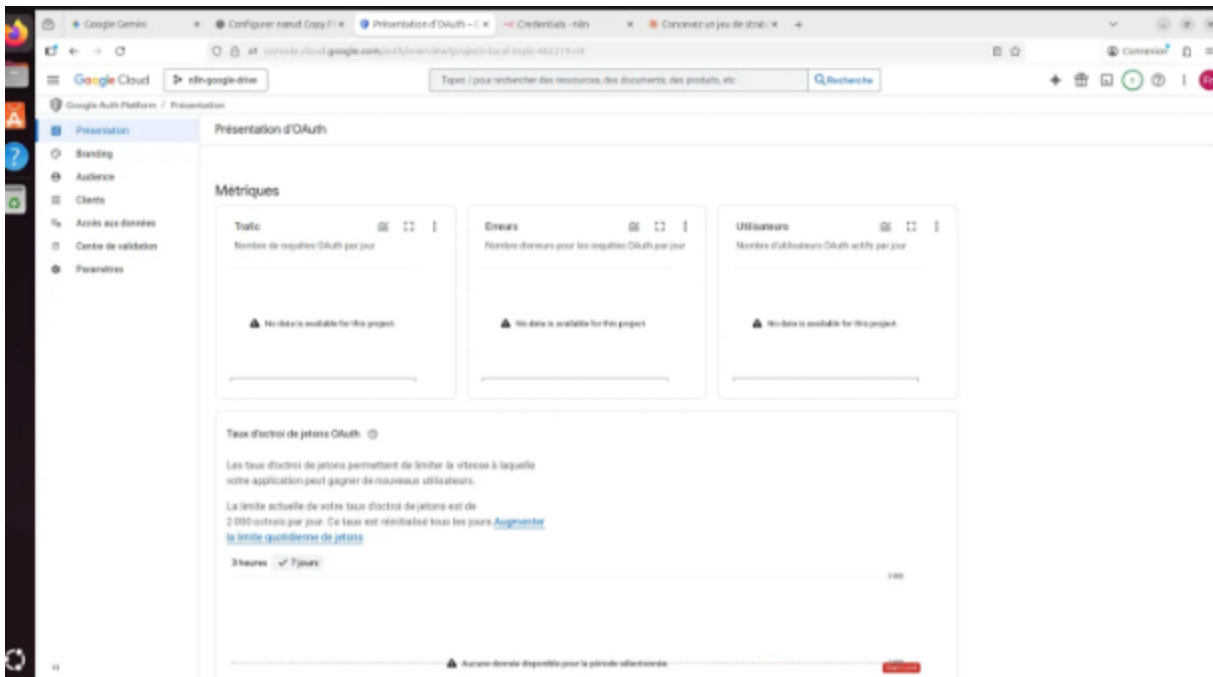 Google Gemini
Configurer nœud Copy Fi
Présentation d'OAuth – C
Credentials - n8n
Concevez un jeu de strat
Connexion
Google Cloud
n8n-google-drive
Tapez / pour rechercher des ressources, des documents, des produits, etc.
Recherche
Google Auth Platform / Présentation
Présentation
Branding
Audience
Clients
Accès aux données
Centre de validation
Paramètres
Présentation d'OAuth
Métriques
Trafic
Nombre de requêtes OAuth par jour
No data is available for this project.
Erreurs
Nombre d'erreurs pour les requêtes OAuth par jour
No data is available for this project.
Utilisateurs
Nombre d'utilisateurs OAuth actifs par jour
No data is available for this project.
Taux d'octroi de jetons OAuth
Les taux d'octroi de jetons permettent de limiter la vitesse à laquelle
votre application peut gagner de nouveaux utilisateurs.
La limite actuelle de votre taux d'octroi de jetons est de
2 000 octrois par jour. Ce taux est réinitialisé tous les jours Augmenter
la limite quotidienne de jetons
3 heures
7 jours
Aucune donnée disponible pour la période sélectionnée.